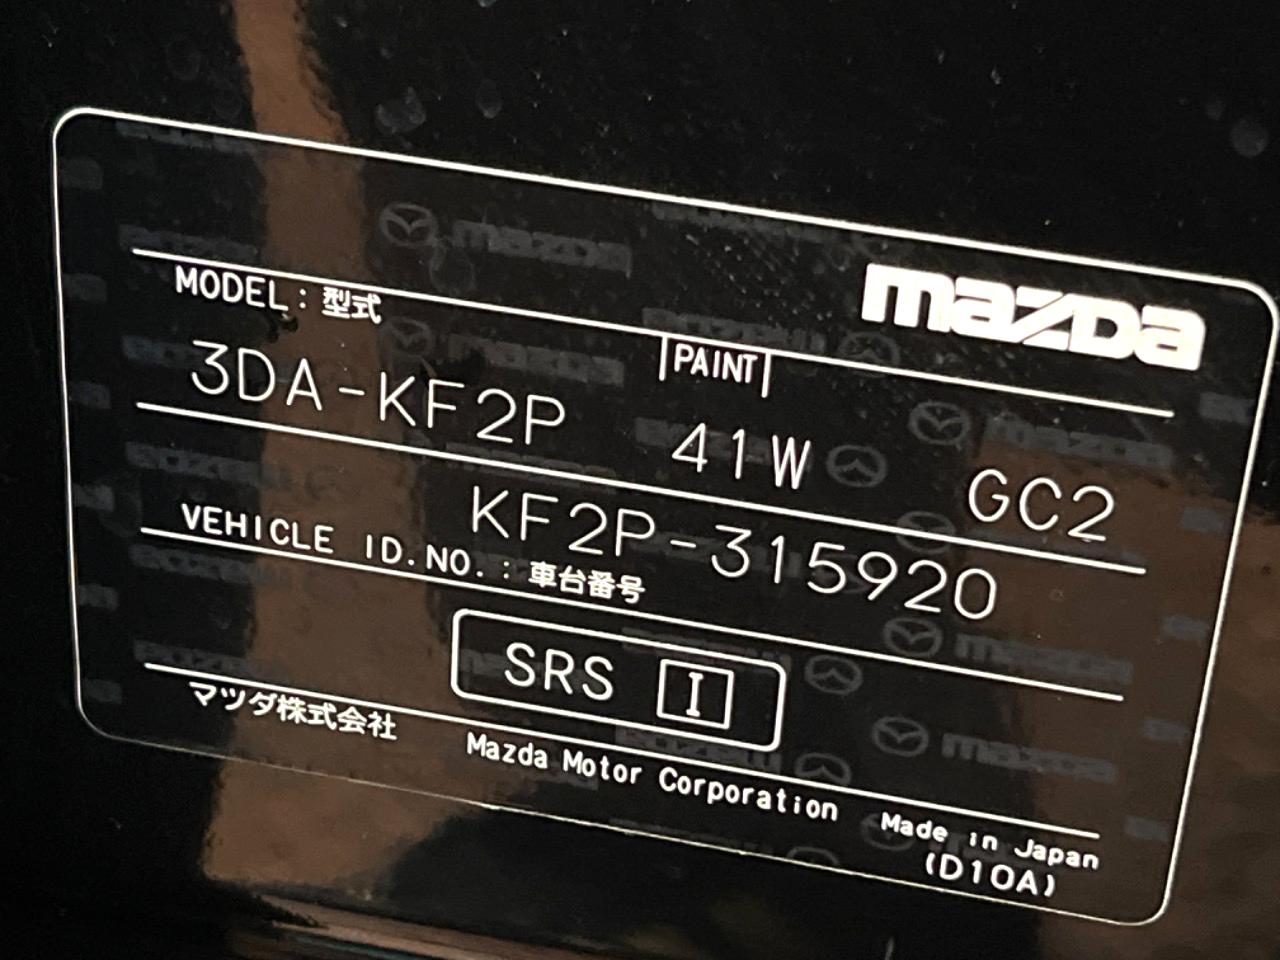 mazda
MODEL: 型式
PAINT
3DA-KF2P 41W GC2
KF2P-315920
VEHICLE ID.NO.: 車台番号
SRS I
マツダ株式会社 Mazda Motor Corporation Made in Japan
(D10A)